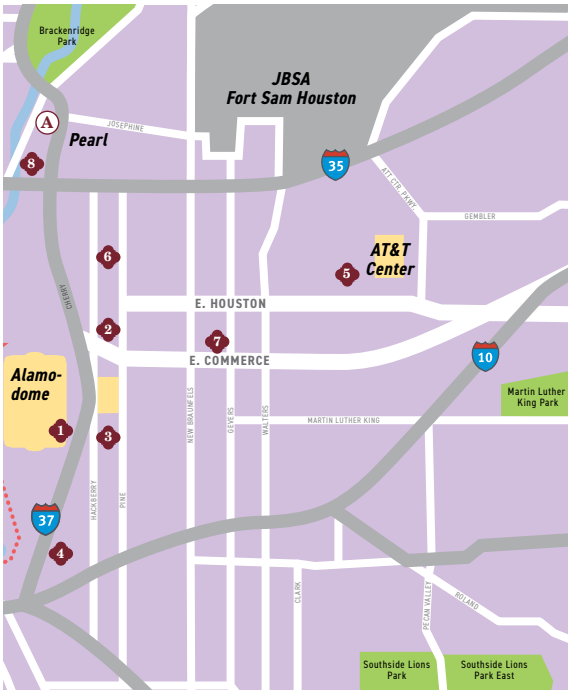 Brackenridge
Park
JBSA
Fort Sam Houston
A
JOSEPHINE
Pearl
8
35
ATT CTR. PKWY.
GEMBLER
6
AT&T
Center
5
CHERRY
E. HOUSTON
2
7
E. COMMERCE
10
Alamo-
dome
Martin Luther
King Park
NEW BRAUNFELS
GEVERS
WALTERS
MARTIN LUTHER KING
1
3
HACKBERRY
PINE
37
4
CLARK
PECAN VALLEY
ROLAND
Southside Lions
Park
Southside Lions
Park East